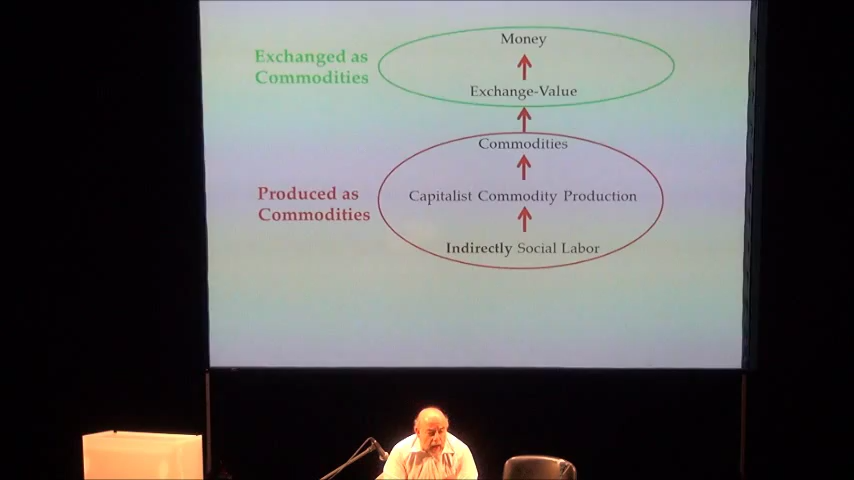 Money
Exchanged as
Commodities
Exchange-Value
Commodities
Produced as
Commodities
Capitalist Commodity Production
Indirectly Social Labor